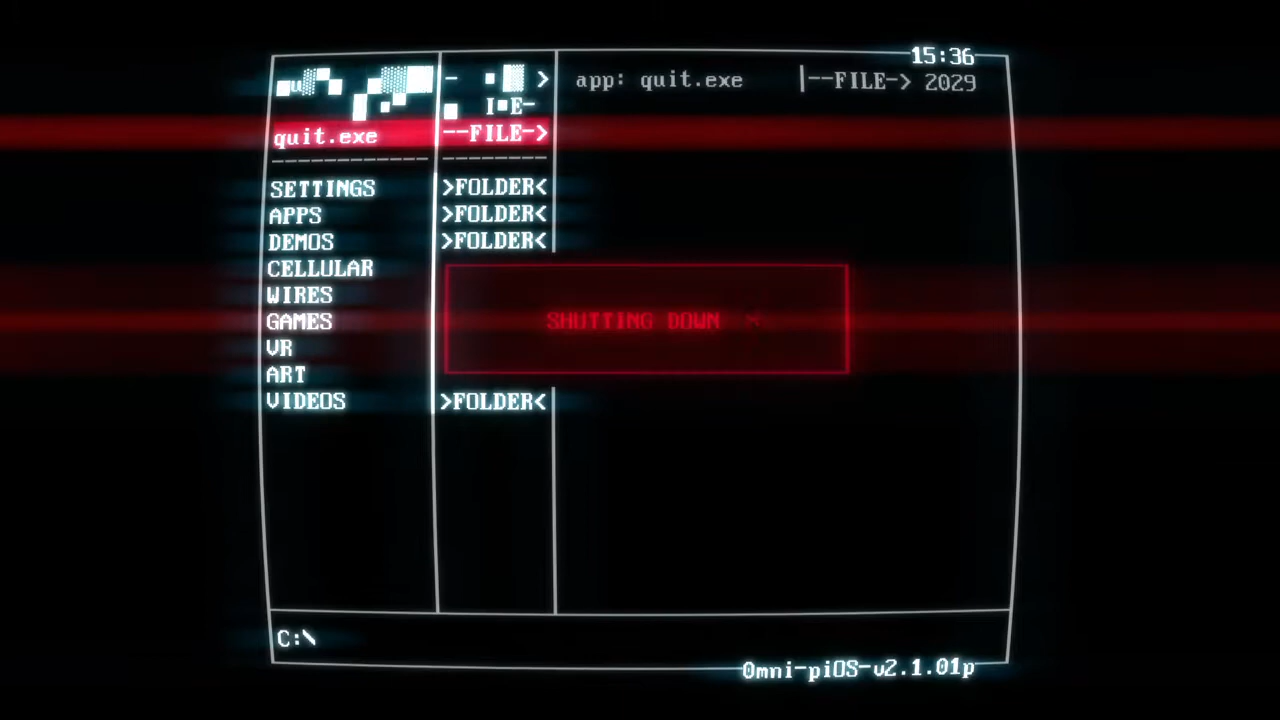 15:36
app: quit.exe |--FILE-> 2029
quit.exe --FILE->
SETTINGS >FOLDER<
APPS >FOLDER<
DEMOS >FOLDER<
CELLULAR
WIRES
GAMES
SHUTTING DOWN
VR
ART
VIDEOS >FOLDER<
C:\
0mni-piOS-v2.1.01p